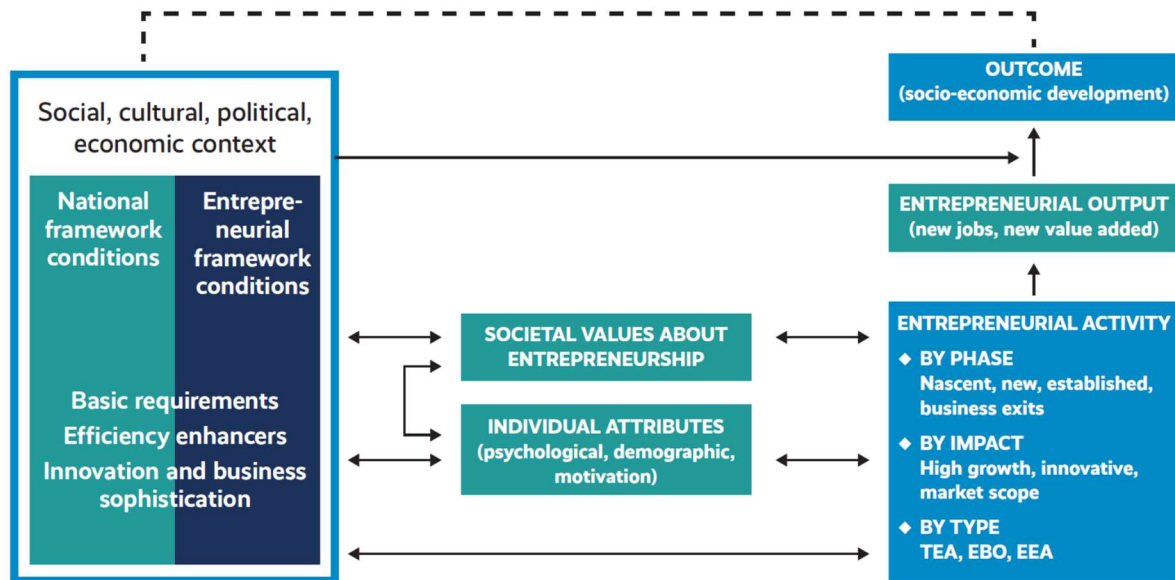 Social, cultural, political,
economic context
National
framework
conditions
Entrepre-
neurial
framework
conditions
Basic requirements
Efficiency enhancers
Innovation and business
sophistication
SOCIETAL VALUES ABOUT
ENTREPRENEURSHIP
INDIVIDUAL ATTRIBUTES
(psychological, demographic,
motivation)
OUTCOME
(socio-economic development)
ENTREPRENEURIAL OUTPUT
(new jobs, new value added)
ENTREPRENEURIAL ACTIVITY
◆ BY PHASE
Nascent, new, established,
business exits
◆ BY IMPACT
High growth, innovative,
market scope
◆ BY TYPE
TEA, EBO, EEA